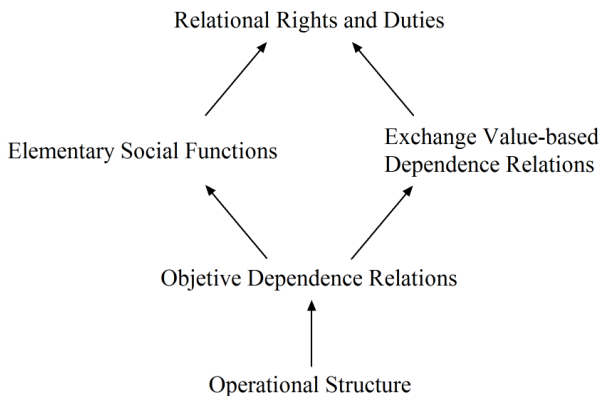 Relational Rights and Duties
Elementary Social Functions
Exchange Value-based
Dependence Relations
Objetive Dependence Relations
Operational Structure